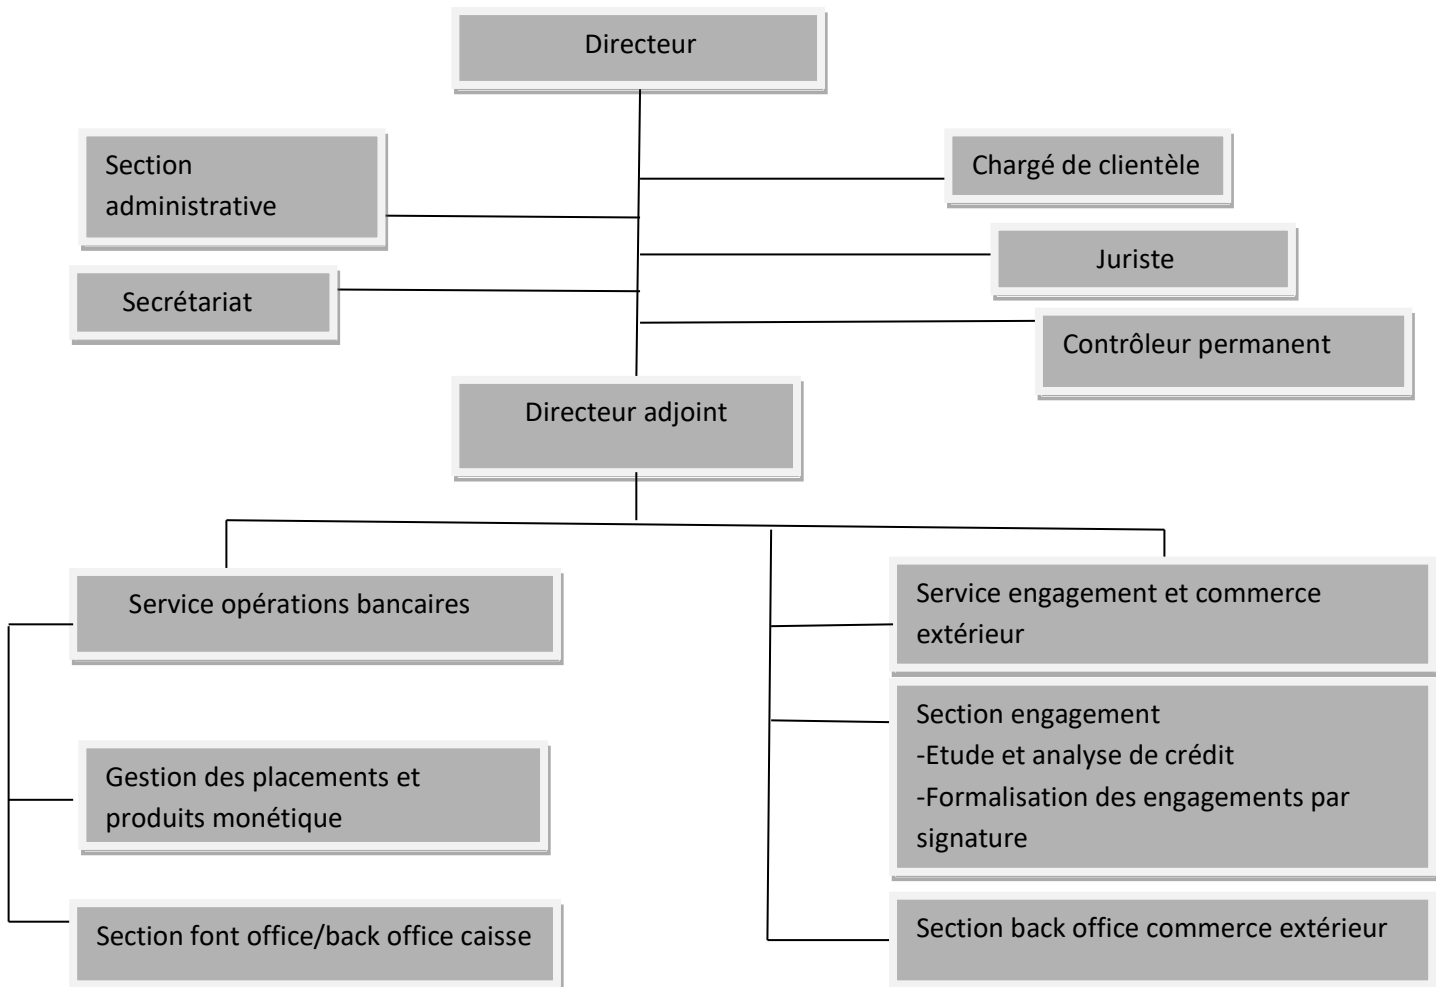 Directeur
Section
administrative
Chargé de clientèle
Juriste
Secrétariat
Contrôleur permanent
Directeur adjoint
Service opérations bancaires
Gestion des placements et
produits monétique
Section font office/back office caisse
Service engagement et commerce
extérieur
Section engagement
-Etude et analyse de crédit
-Formalisation des engagements par
signature
Section back office commerce extérieur